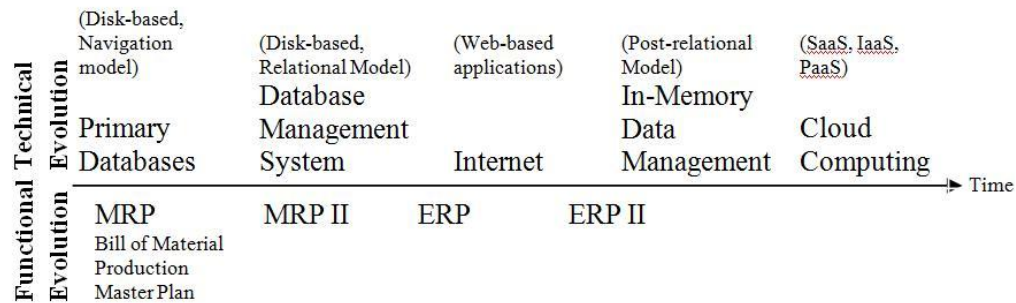 Technical
Evolution
(Disk-based,
Navigation
model)
Primary
Databases
(Disk-based,
Relational Model)
Database
Management
System
(Web-based
applications)
Internet
(Post-relational
Model)
In-Memory
Data
Management
(SaaS, IaaS,
PaaS)
Cloud
Computing
Time
Functional
Evolution
MRP
Bill of Material
Production
Master Plan
MRP II
ERP
ERP II